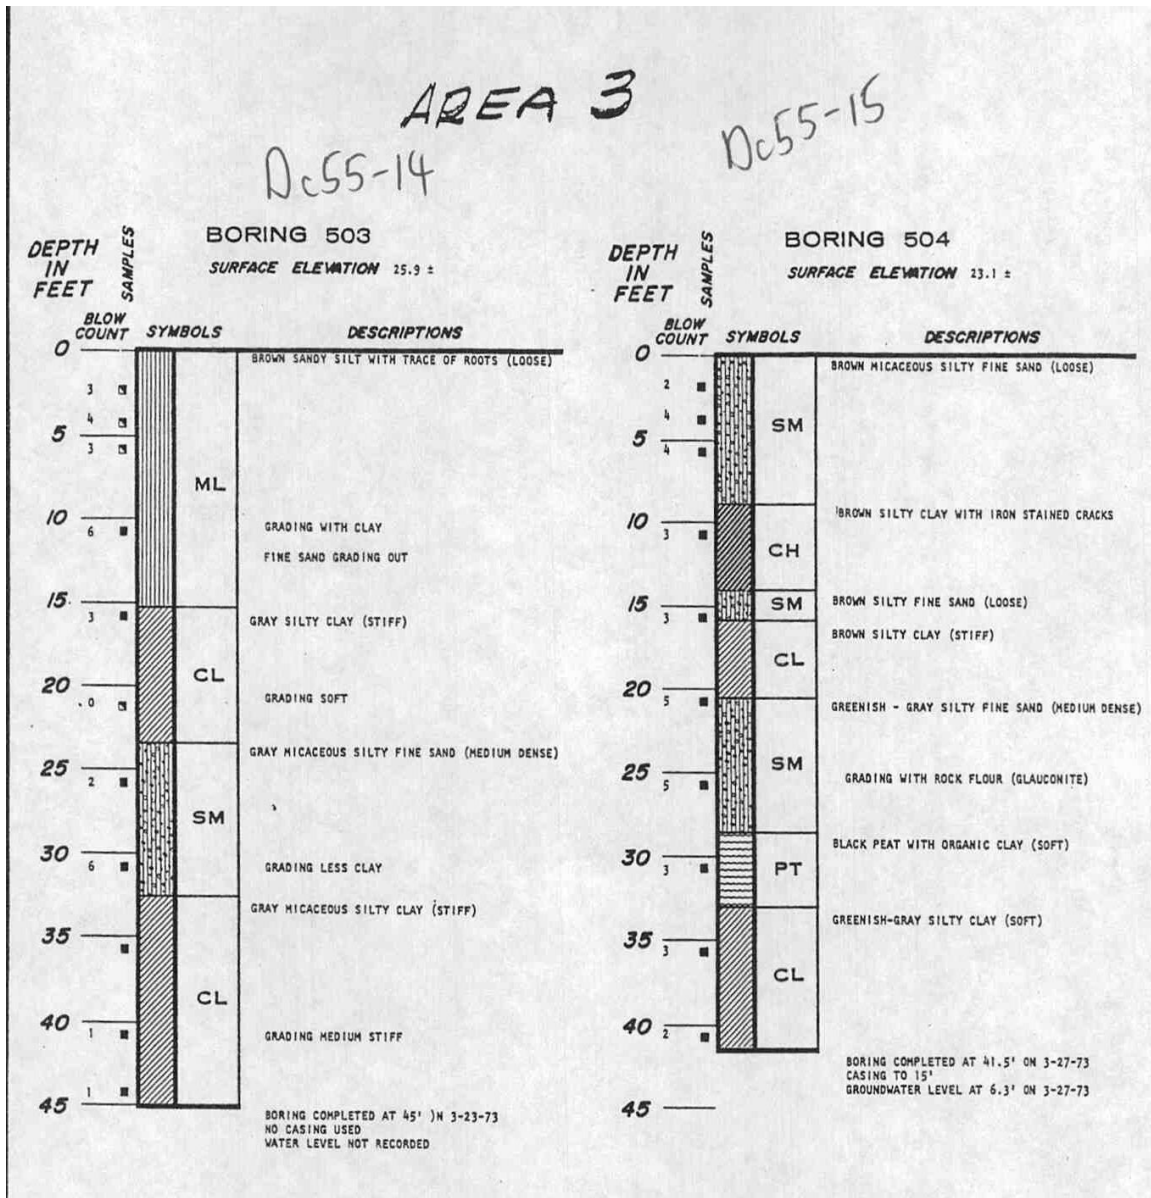 AREA 3
Dc55-14
Dc55-15
BORING 503
SURFACE ELEVATION 25.9 ±
DEPTH
IN
FEET
SAMPLES
BLOW
COUNT
SYMBOLS
DESCRIPTIONS
0
BROWN SANDY SILT WITH TRACE OF ROOTS (LOOSE)
3
4
5
3
ML
10
6
GRADING WITH CLAY
FINE SAND GRADING OUT
15
3
GRAY SILTY CLAY (STIFF)
CL
20
0
GRADING SOFT
GRAY MICACEOUS SILTY FINE SAND (MEDIUM DENSE)
25
2
SM
30
6
GRADING LESS CLAY
GRAY MICACEOUS SILTY CLAY (STIFF)
35
CL
40
1
GRADING MEDIUM STIFF
1
45
BORING COMPLETED AT 45' )N 3-23-73
NO CASING USED
WATER LEVEL NOT RECORDED
BORING 504
SURFACE ELEVATION 23.1 ±
DEPTH
IN
FEET
SAMPLES
BLOW
COUNT
SYMBOLS
DESCRIPTIONS
0
BROWN MICACEOUS SILTY FINE SAND (LOOSE)
2
4
SM
5
4
BROWN SILTY CLAY WITH IRON STAINED CRACKS
10
3
CH
15
SM
BROWN SILTY FINE SAND (LOOSE)
3
BROWN SILTY CLAY (STIFF)
CL
20
5
GREENISH - GRAY SILTY FINE SAND (MEDIUM DENSE)
SM
25
5
GRADING WITH ROCK FLOUR (GLAUCONITE)
BLACK PEAT WITH ORGANIC CLAY (SOFT)
30
3
PT
GREENISH-GRAY SILTY CLAY (SOFT)
35
3
CL
40
2
BORING COMPLETED AT 41.5' ON 3-27-73
CASING TO 15'
GROUNDWATER LEVEL AT 6.3' ON 3-27-73
45